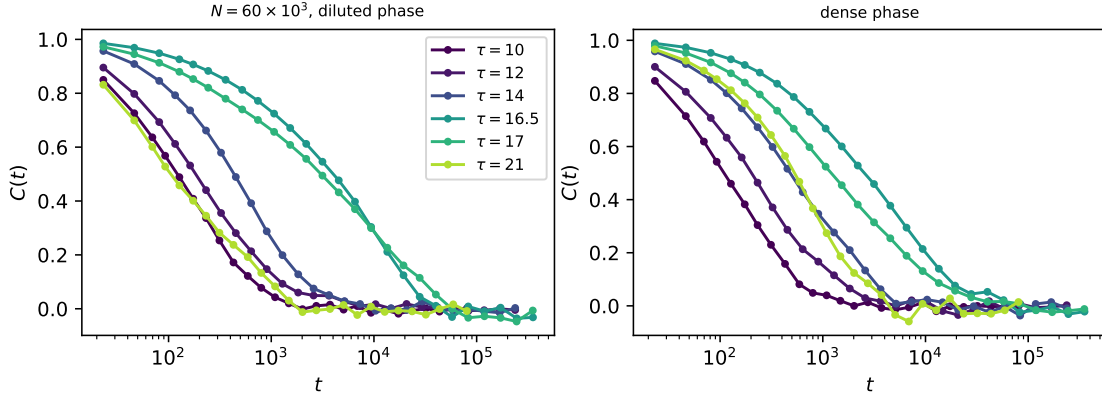 N = 60 × 10³, diluted phase
dense phase
C(t)
1.0
0.8
0.6
0.4
0.2
0.0
τ = 10
τ = 12
τ = 14
τ = 16.5
τ = 17
τ = 21
10² 10³ 10⁴ 10⁵
t
C(t)
1.0
0.8
0.6
0.4
0.2
0.0
10² 10³ 10⁴ 10⁵
t